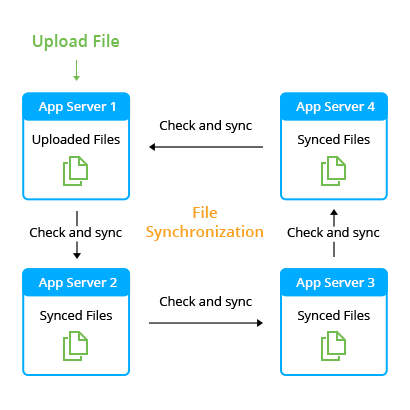 Upload File
App Server 1
Uploaded Files
Check and sync
App Server 4
Synced Files
Check and sync
File
Synchronization
Check and sync
App Server 2
Synced Files
Check and sync
App Server 3
Synced Files